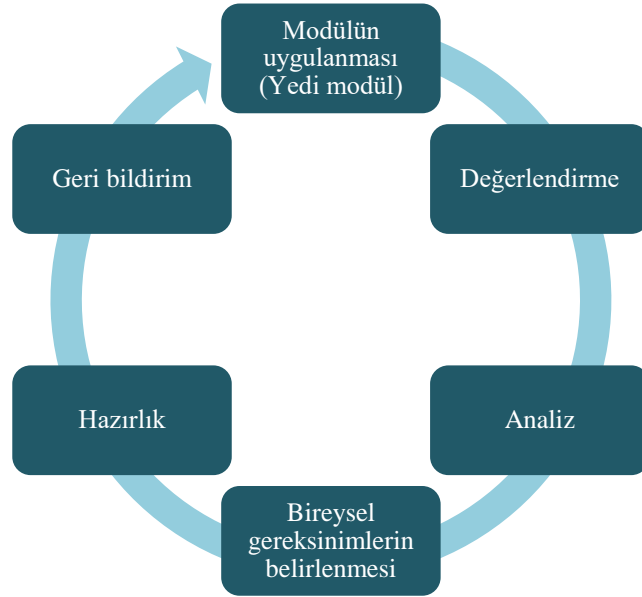 Modülün
uygulanması
(Yedi modül)
Değerlendirme
Analiz
Bireysel
gereksinimlerin
belirlenmesi
Hazırlık
Geri bildirim